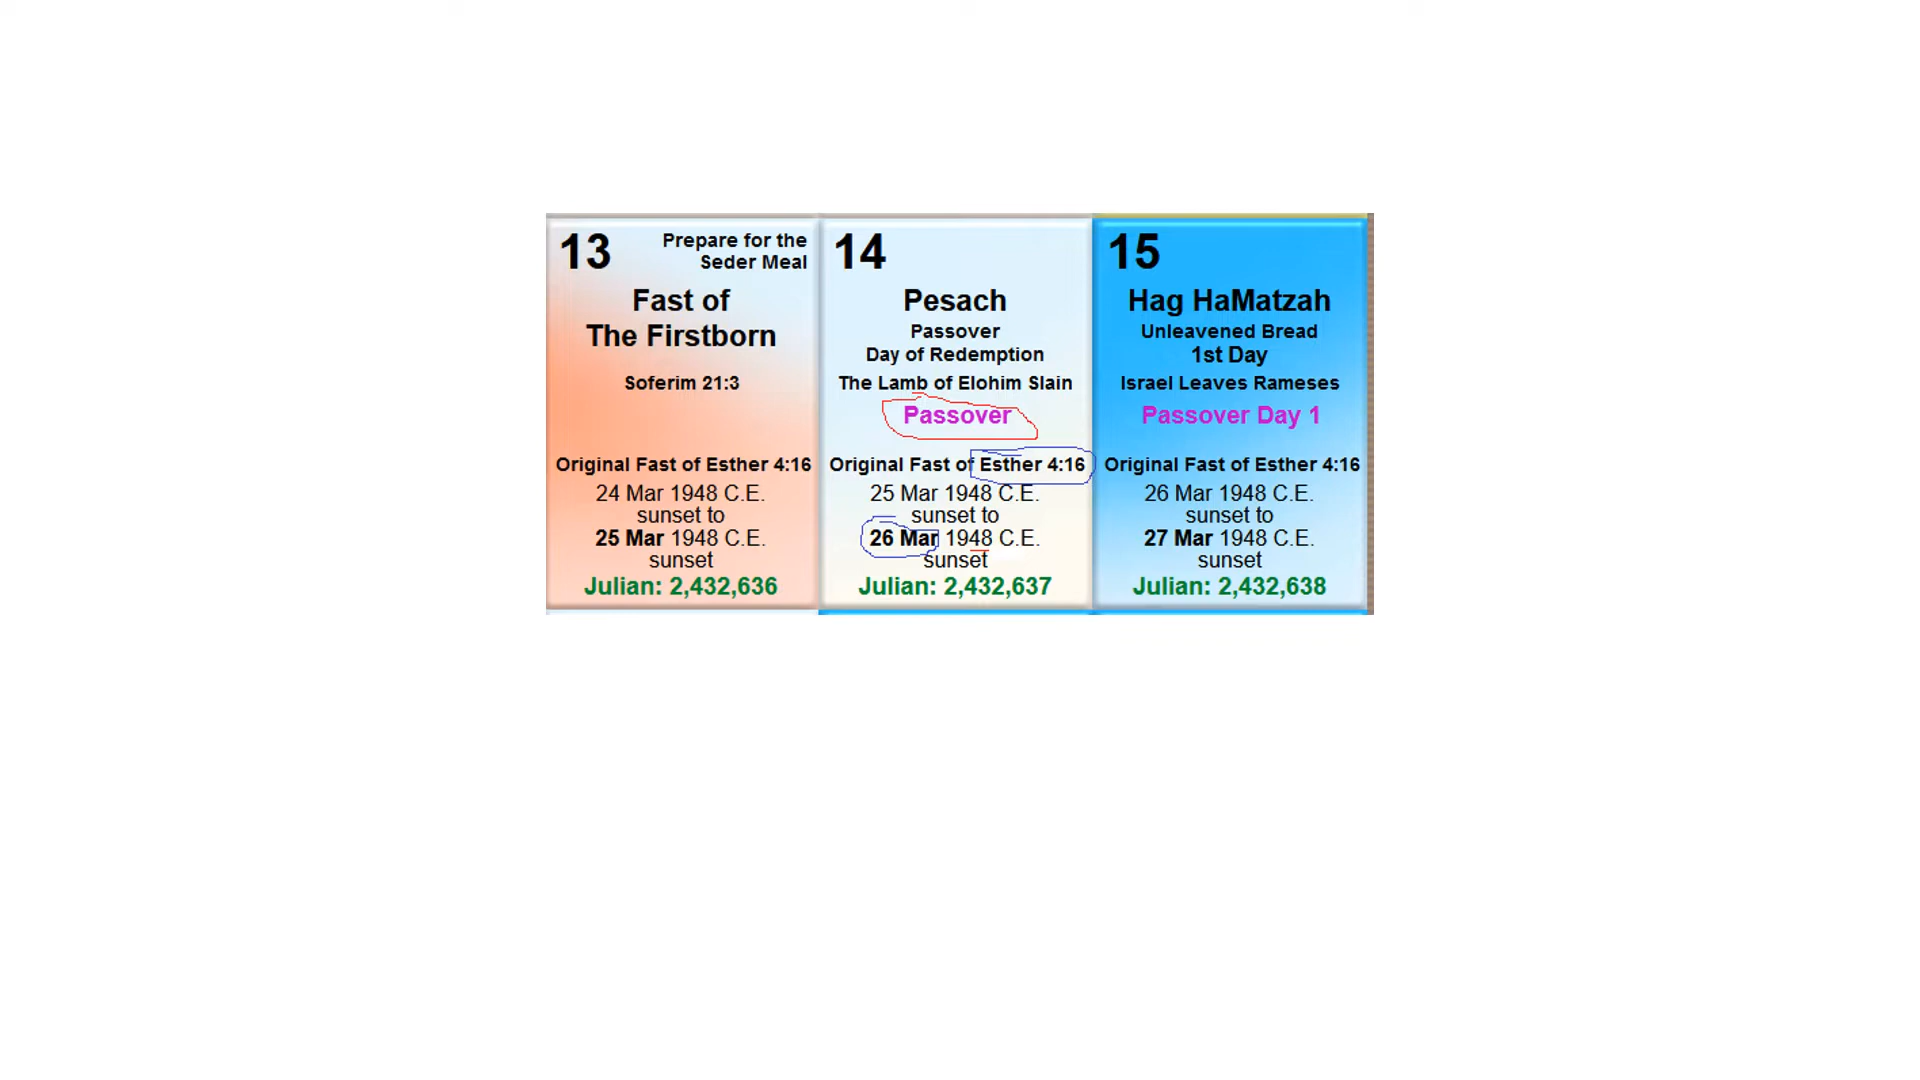 13
Prepare for the
Seder Meal
Fast of
The Firstborn
Soferim 21:3
Original Fast of Esther 4:16
24 Mar 1948 C.E.
sunset to
25 Mar 1948 C.E.
sunset
Julian: 2,432,636
14
Pesach
Passover
Day of Redemption
The Lamb of Elohim Slain
Passover
Original Fast of Esther 4:16
25 Mar 1948 C.E.
sunset to
26 Mar 1948 C.E.
sunset
Julian: 2,432,637
15
Hag HaMatzah
Unleavened Bread
1st Day
Israel Leaves Rameses
Passover Day 1
Original Fast of Esther 4:16
26 Mar 1948 C.E.
sunset to
27 Mar 1948 C.E.
sunset
Julian: 2,432,638